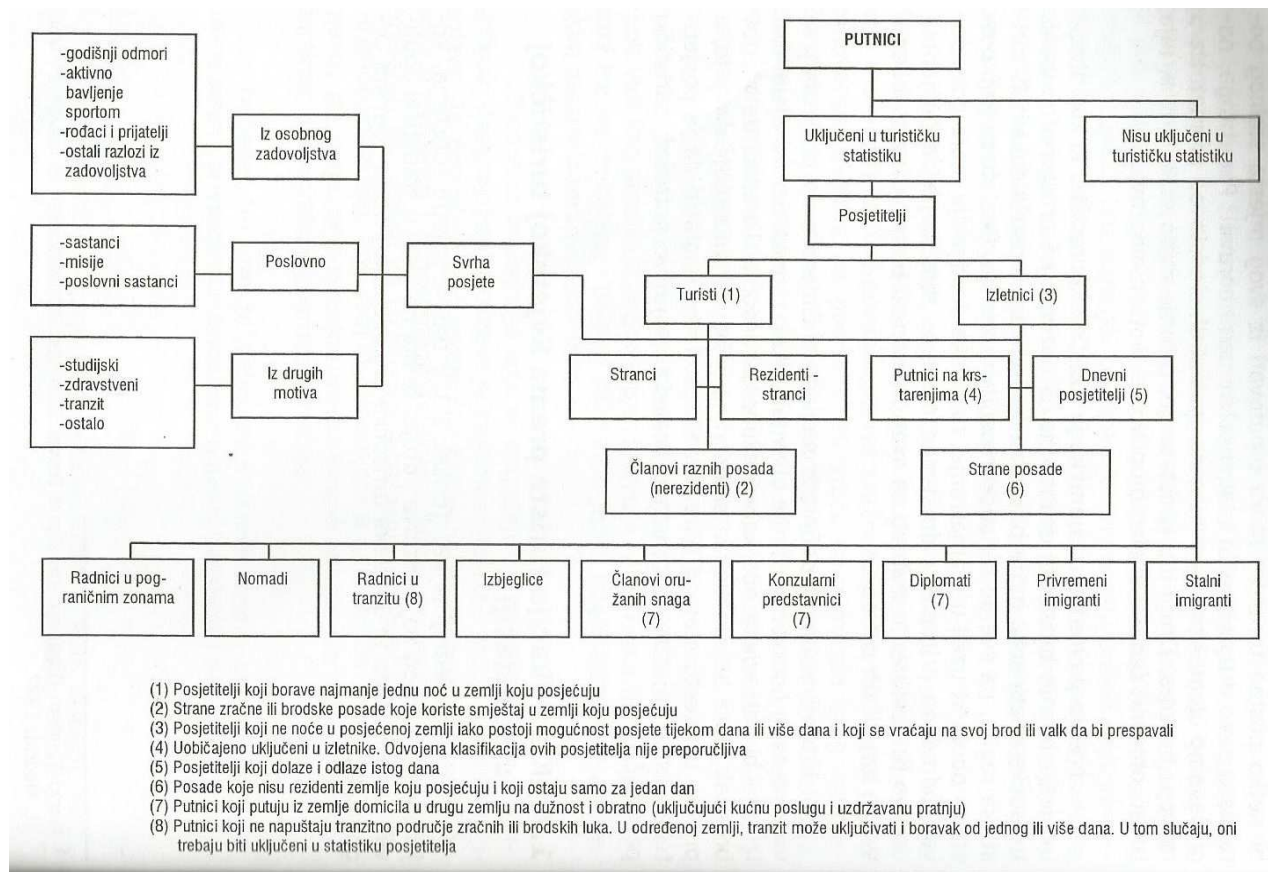 PUTNICI
Uključeni u turističku
statistiku
Nisu uključeni u
turističku statistiku
Posjetitelji
Turisti (1)
Izletnici (3)
Stranci
Rezidenti -
stranci
Putnici na krs-
tarenjima (4)
Dnevni
posjetitelji (5)
Članovi raznih posada
(nerezidenti) (2)
Strane posade
(6)
-godišnji odmori
-aktivno
bavljenje
sportom
-rođaci i prijatelji
-ostali razlozi iz
zadovoljstva
Iz osobnog
zadovoljstva
-sastanci
-misije
-poslovni sastanci
Poslovno
Svrha
posjete
-studijski
-zdravstveni
-tranzit
-ostalo
Iz drugih
motiva
Radnici u pog-
raničnim zonama
Nomadi
Radnici u
tranzitu (8)
Izbjeglice
Članovi oru-
žanih snaga
(7)
Konzularni
predstavnici
(7)
Diplomati
(7)
Privremeni
imigranti
Stalni
imigranti
(1) Posjetitelji koji borave najmanje jednu noć u zemlji koju posjećuju
(2) Strane zračne ili brodske posade koje koriste smještaj u zemlji koju posjećuju
(3) Posjetitelji koji ne noće u posjećenoj zemlji iako postoji mogućnost posjete tijekom dana ili više dana i koji se vraćaju na svoj brod ili valk da bi prespavali
(4) Uobičajeno uključeni u izletnike. Odvojena klasifikacija ovih posjetitelja nije preporučljiva
(5) Posjetitelji koji dolaze i odlaze istog dana
(6) Posade koje nisu rezidenti zemlje koju posjećuju i koji ostaju samo za jedan dan
(7) Putnici koji putuju iz zemlje domicila u drugu zemlju na dužnost i obratno (uključujući kućnu poslugu i uzdržavanu pratnju)
(8) Putnici koji ne napuštaju tranzitno područje zračnih ili brodskih luka. U određenoj zemlji, tranzit može uključivati i boravak od jednog ili više dana. U tom slučaju, oni
trebaju biti uključeni u statistiku posjetitelja